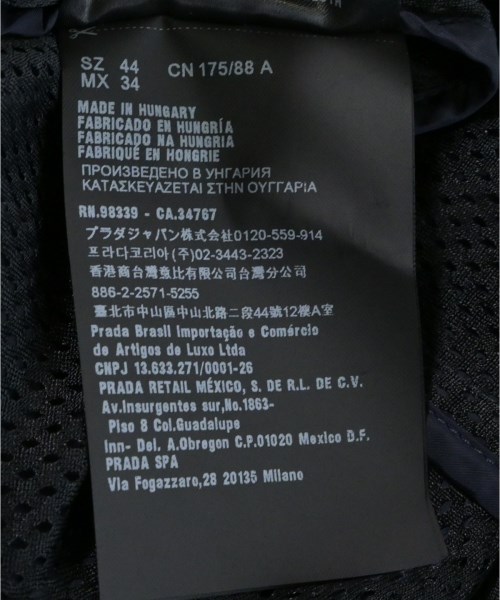 SZ 44 CN 175/88 A
MX 34
MADE IN HUNGARY
FABRICADO EN HUNGRÍA
FABRICADO NA HUNGRIA
FABRIQUÉ EN HONGRIE
ПРОИЗВЕДЕНО В УНГАРИЯ
ΚΑΤΑΣΚΕΥΑΖΕΤΑΙ ΣΤΗΝ ΟΥΓΓΑΡΙΑ
RN.98339 - CA.34767
プラダジャパン株式会社0120-559-914
프라다코리아(주)02-3443-2323
香港商台灣意比有限公司台灣分公司
886-2-2571-5255
臺北市中山區中山北路二段44號12樓A室
Prada Brasil Importação e Comércio
de Artigos de Luxo Ltda
CNPJ 13.633.271/0001-26
PRADA RETAIL MÉXICO, S. DE R.L. DE C.V.
Av.Insurgentes sur,No.1863-
Piso 8 Col.Guadalupe
Inn- Del. A.Obregon C.P.01020 Mexico D.F.
PRADA SPA
Via Fogazzaro,28 20135 Milano